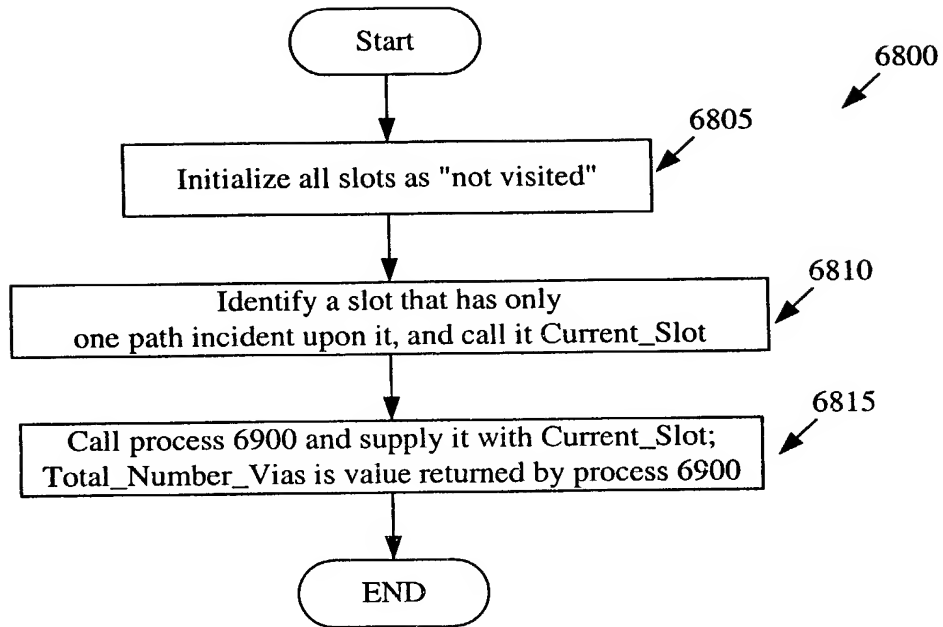 Start
6800
6805
Initialize all slots as "not visited"
6810
Identify a slot that has only
one path incident upon it, and call it Current_Slot
6815
Call process 6900 and supply it with Current_Slot;
Total_Number_Vias is value returned by process 6900
END